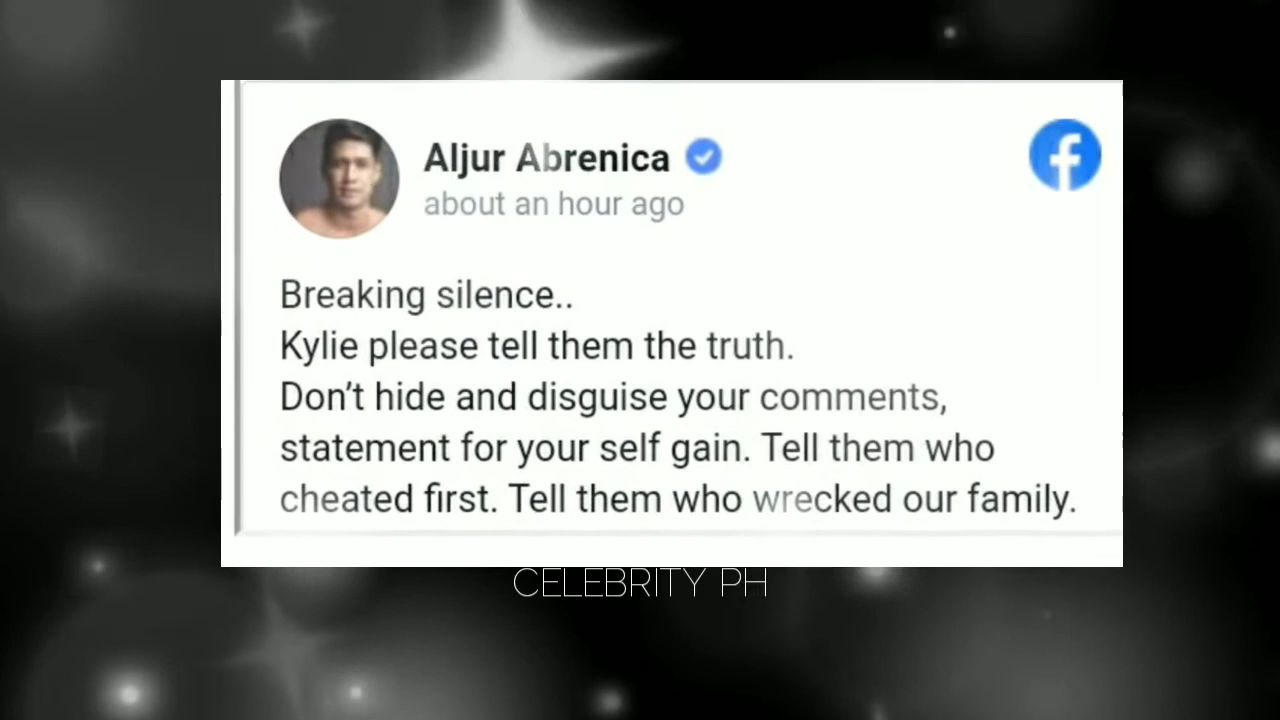 Aljur Abrenica
about an hour ago
Breaking silence..
Kylie please tell them the truth.
Don't hide and disguise your comments,
statement for your self gain. Tell them who
cheated first. Tell them who wrecked our family.
CELEBRITY PH